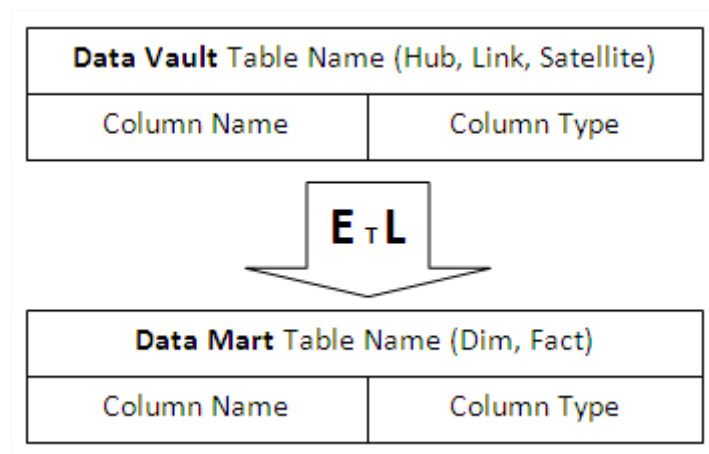 Data Vault Table Name (Hub, Link, Satellite)
Column Name Column Type
E T L
Data Mart Table Name (Dim, Fact)
Column Name Column Type